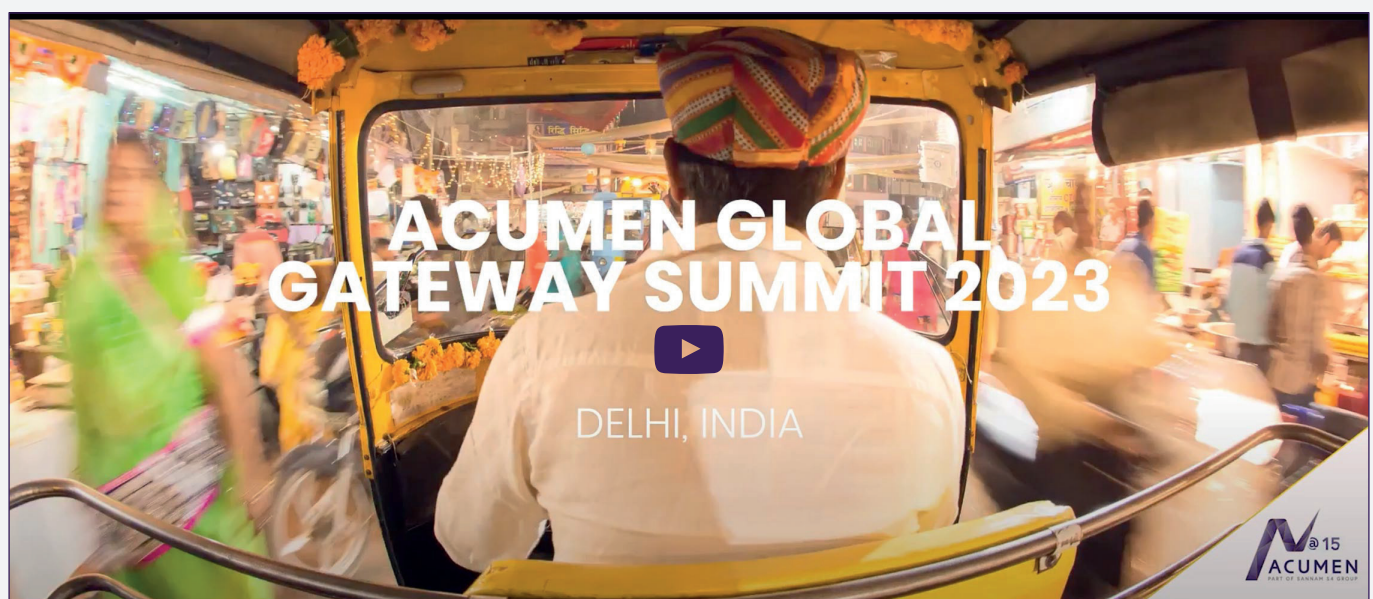 रिद्धि सिद्धि
ACUMEN GLOBAL
GATEWAY SUMMIT 2023
DELHI, INDIA
@ 15
ACUMEN
PART OF SANNAM S4 GROUP